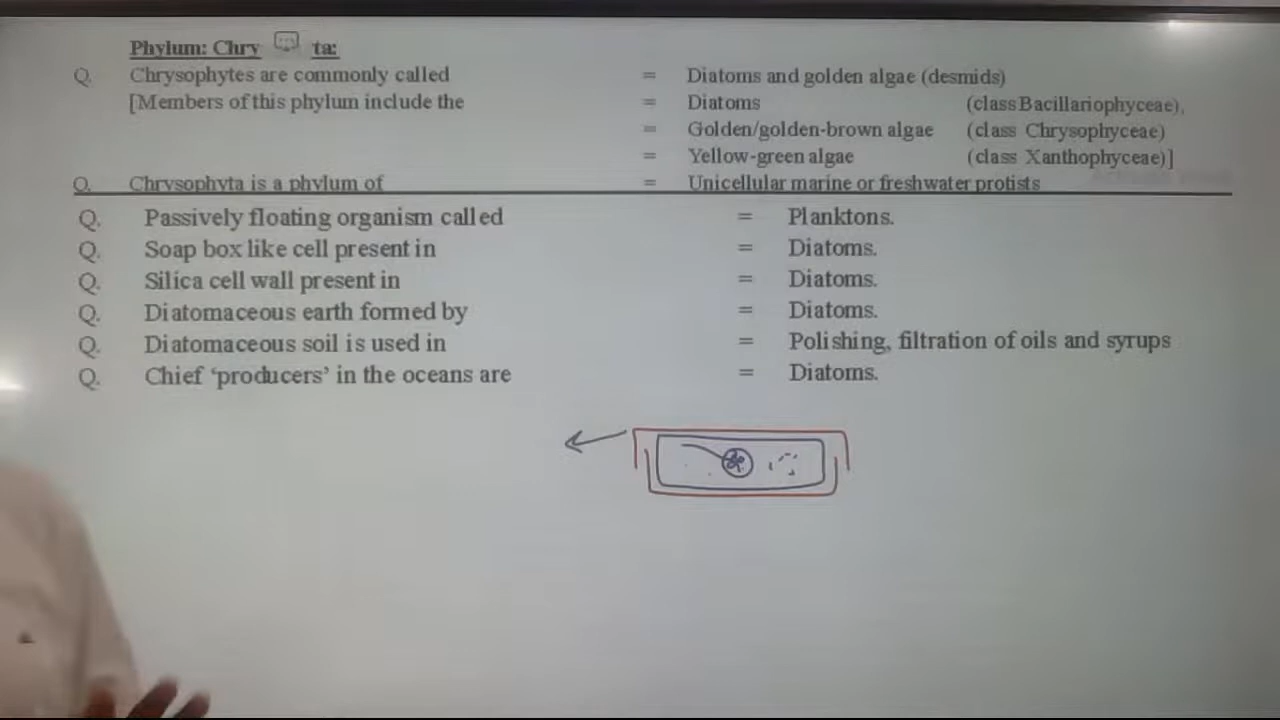 Phylum: Chry ta:
Q. Chrysophytes are commonly called = Diatoms and golden algae (desmids)
[Members of this phylum include the = Diatoms (class Bacillariophyceae),
= Golden/golden-brown algae (class Chrysophyceae)
= Yellow-green algae (class Xanthophyceae)]
Q. Chrysophyta is a phylum of = Unicellular marine or freshwater protists
Q. Passively floating organism called = Planktons.
Q. Soap box like cell present in = Diatoms.
Q. Silica cell wall present in = Diatoms.
Q. Diatomaceous earth formed by = Diatoms.
Q. Diatomaceous soil is used in = Polishing, filtration of oils and syrups
Q. Chief ‘producers’ in the oceans are = Diatoms.